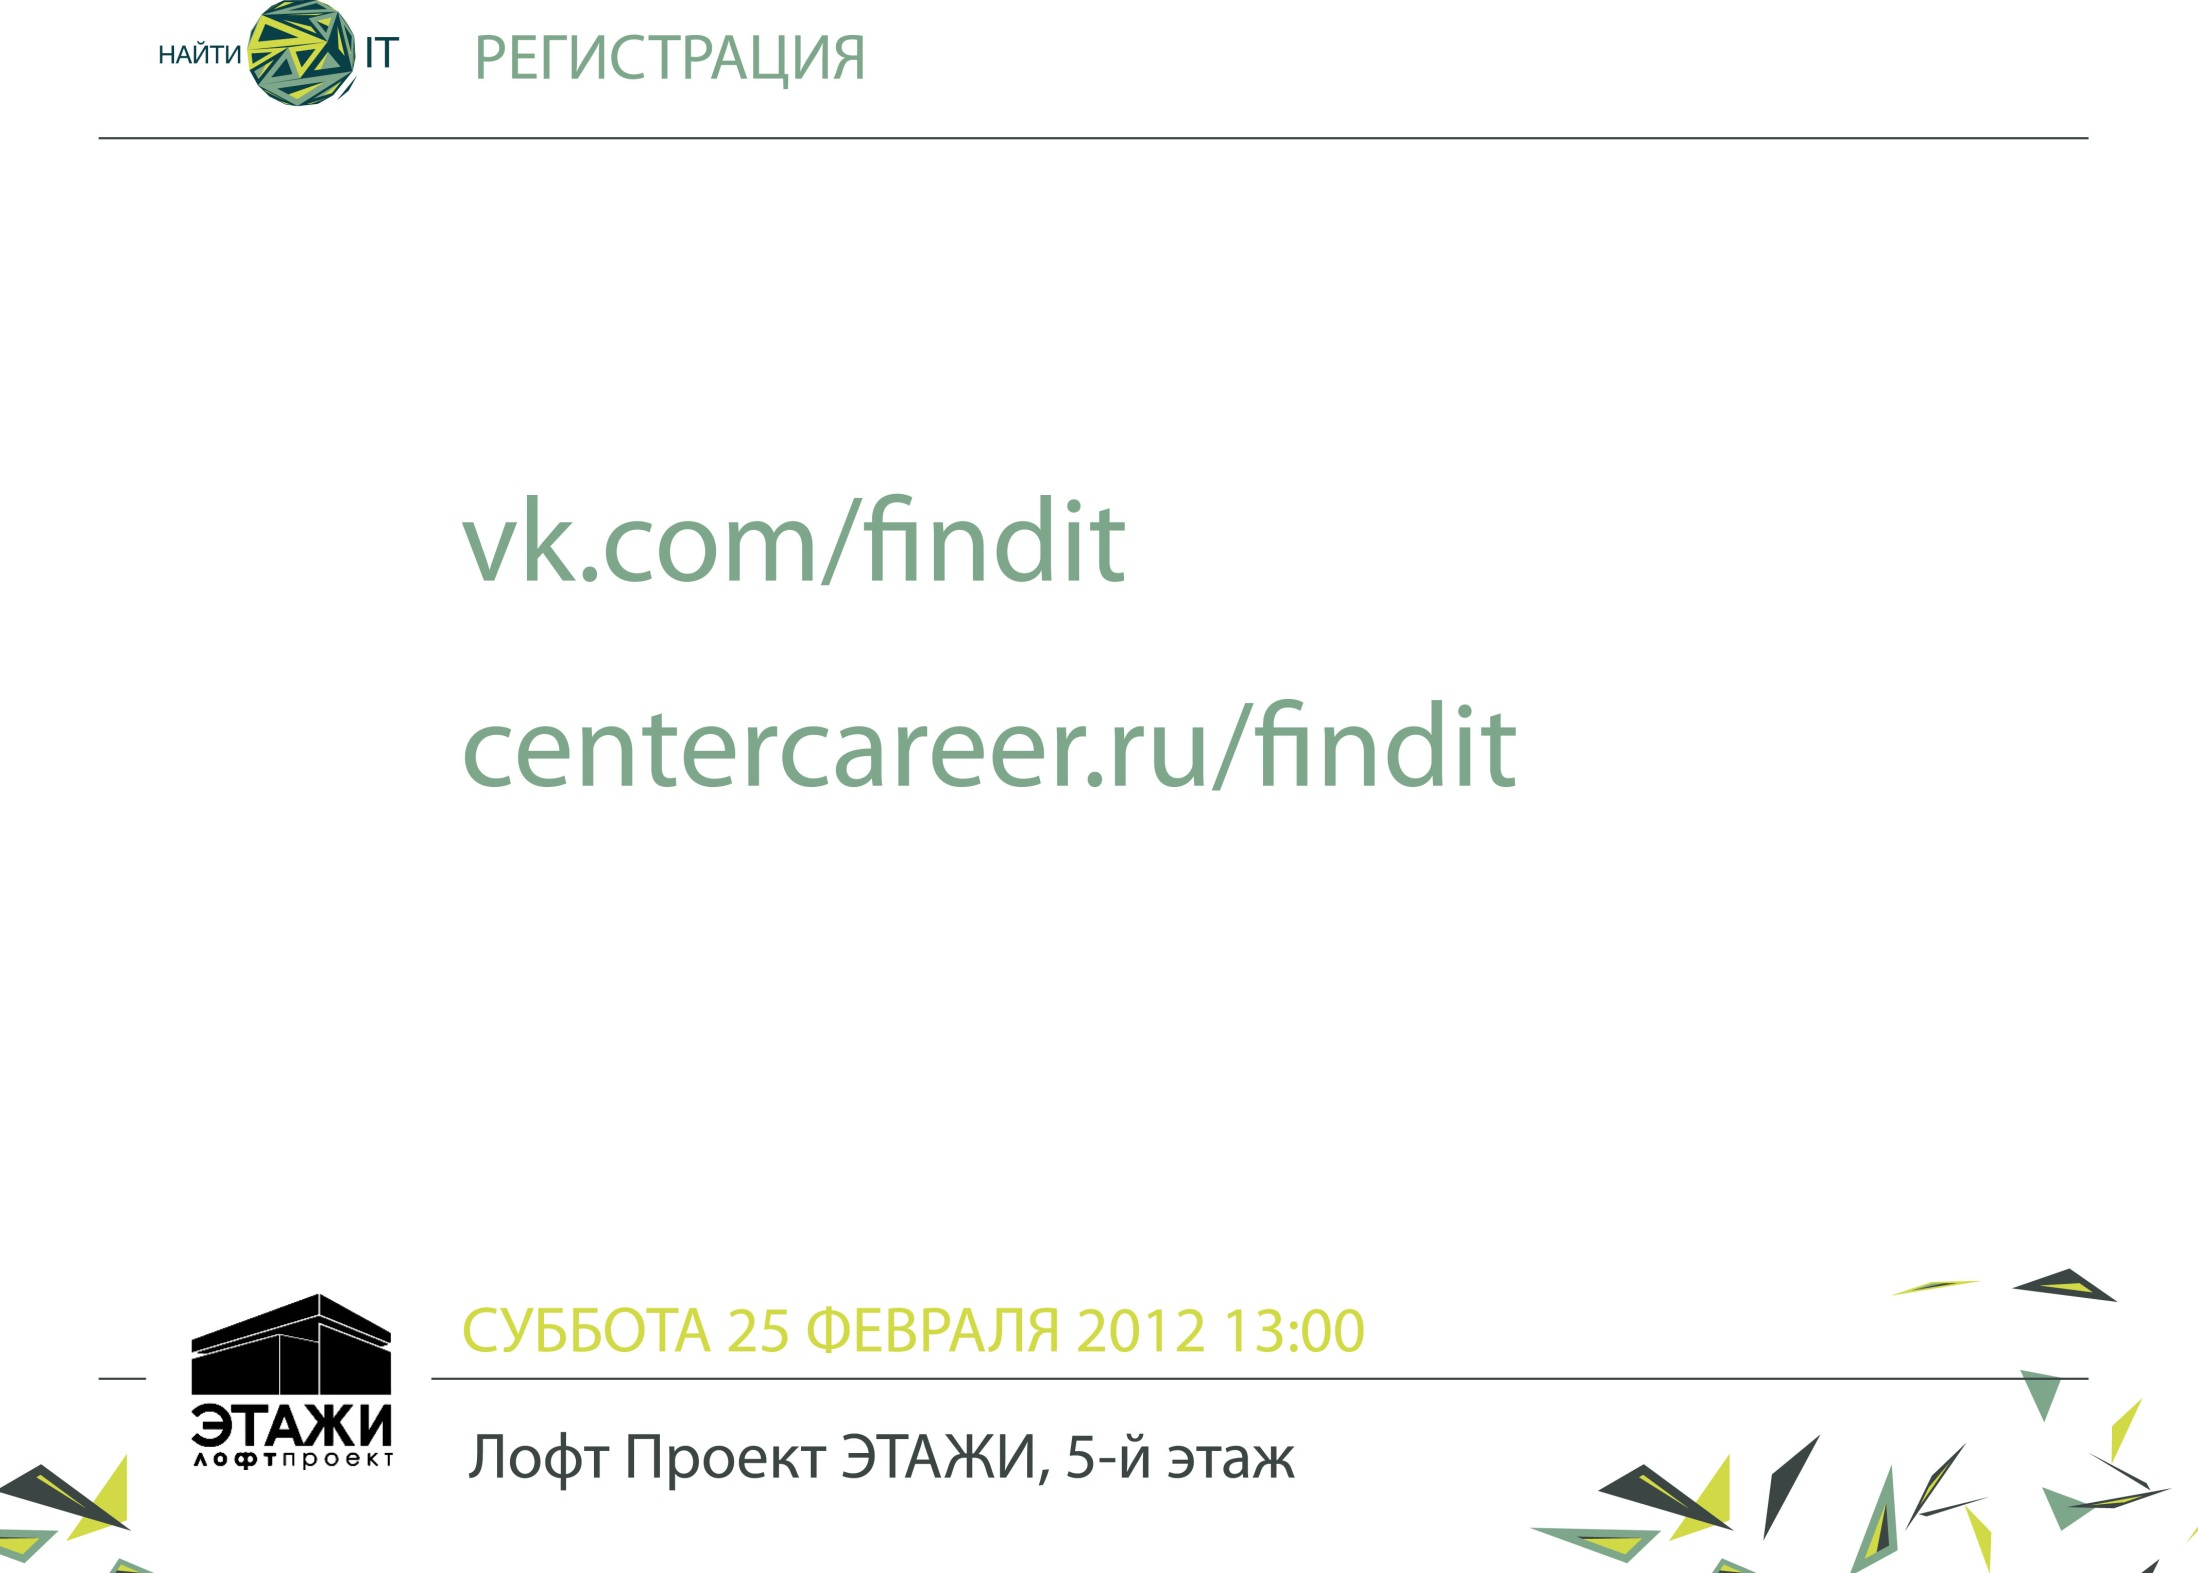 НАЙТИ IT
РЕГИСТРАЦИЯ
vk.com/findit
centercareer.ru/findit
СУББОТА 25 ФЕВРАЛЯ 2012 13:00
ЭТАЖИ
лофтпроект
Лофт Проект ЭТАЖИ, 5-й этаж